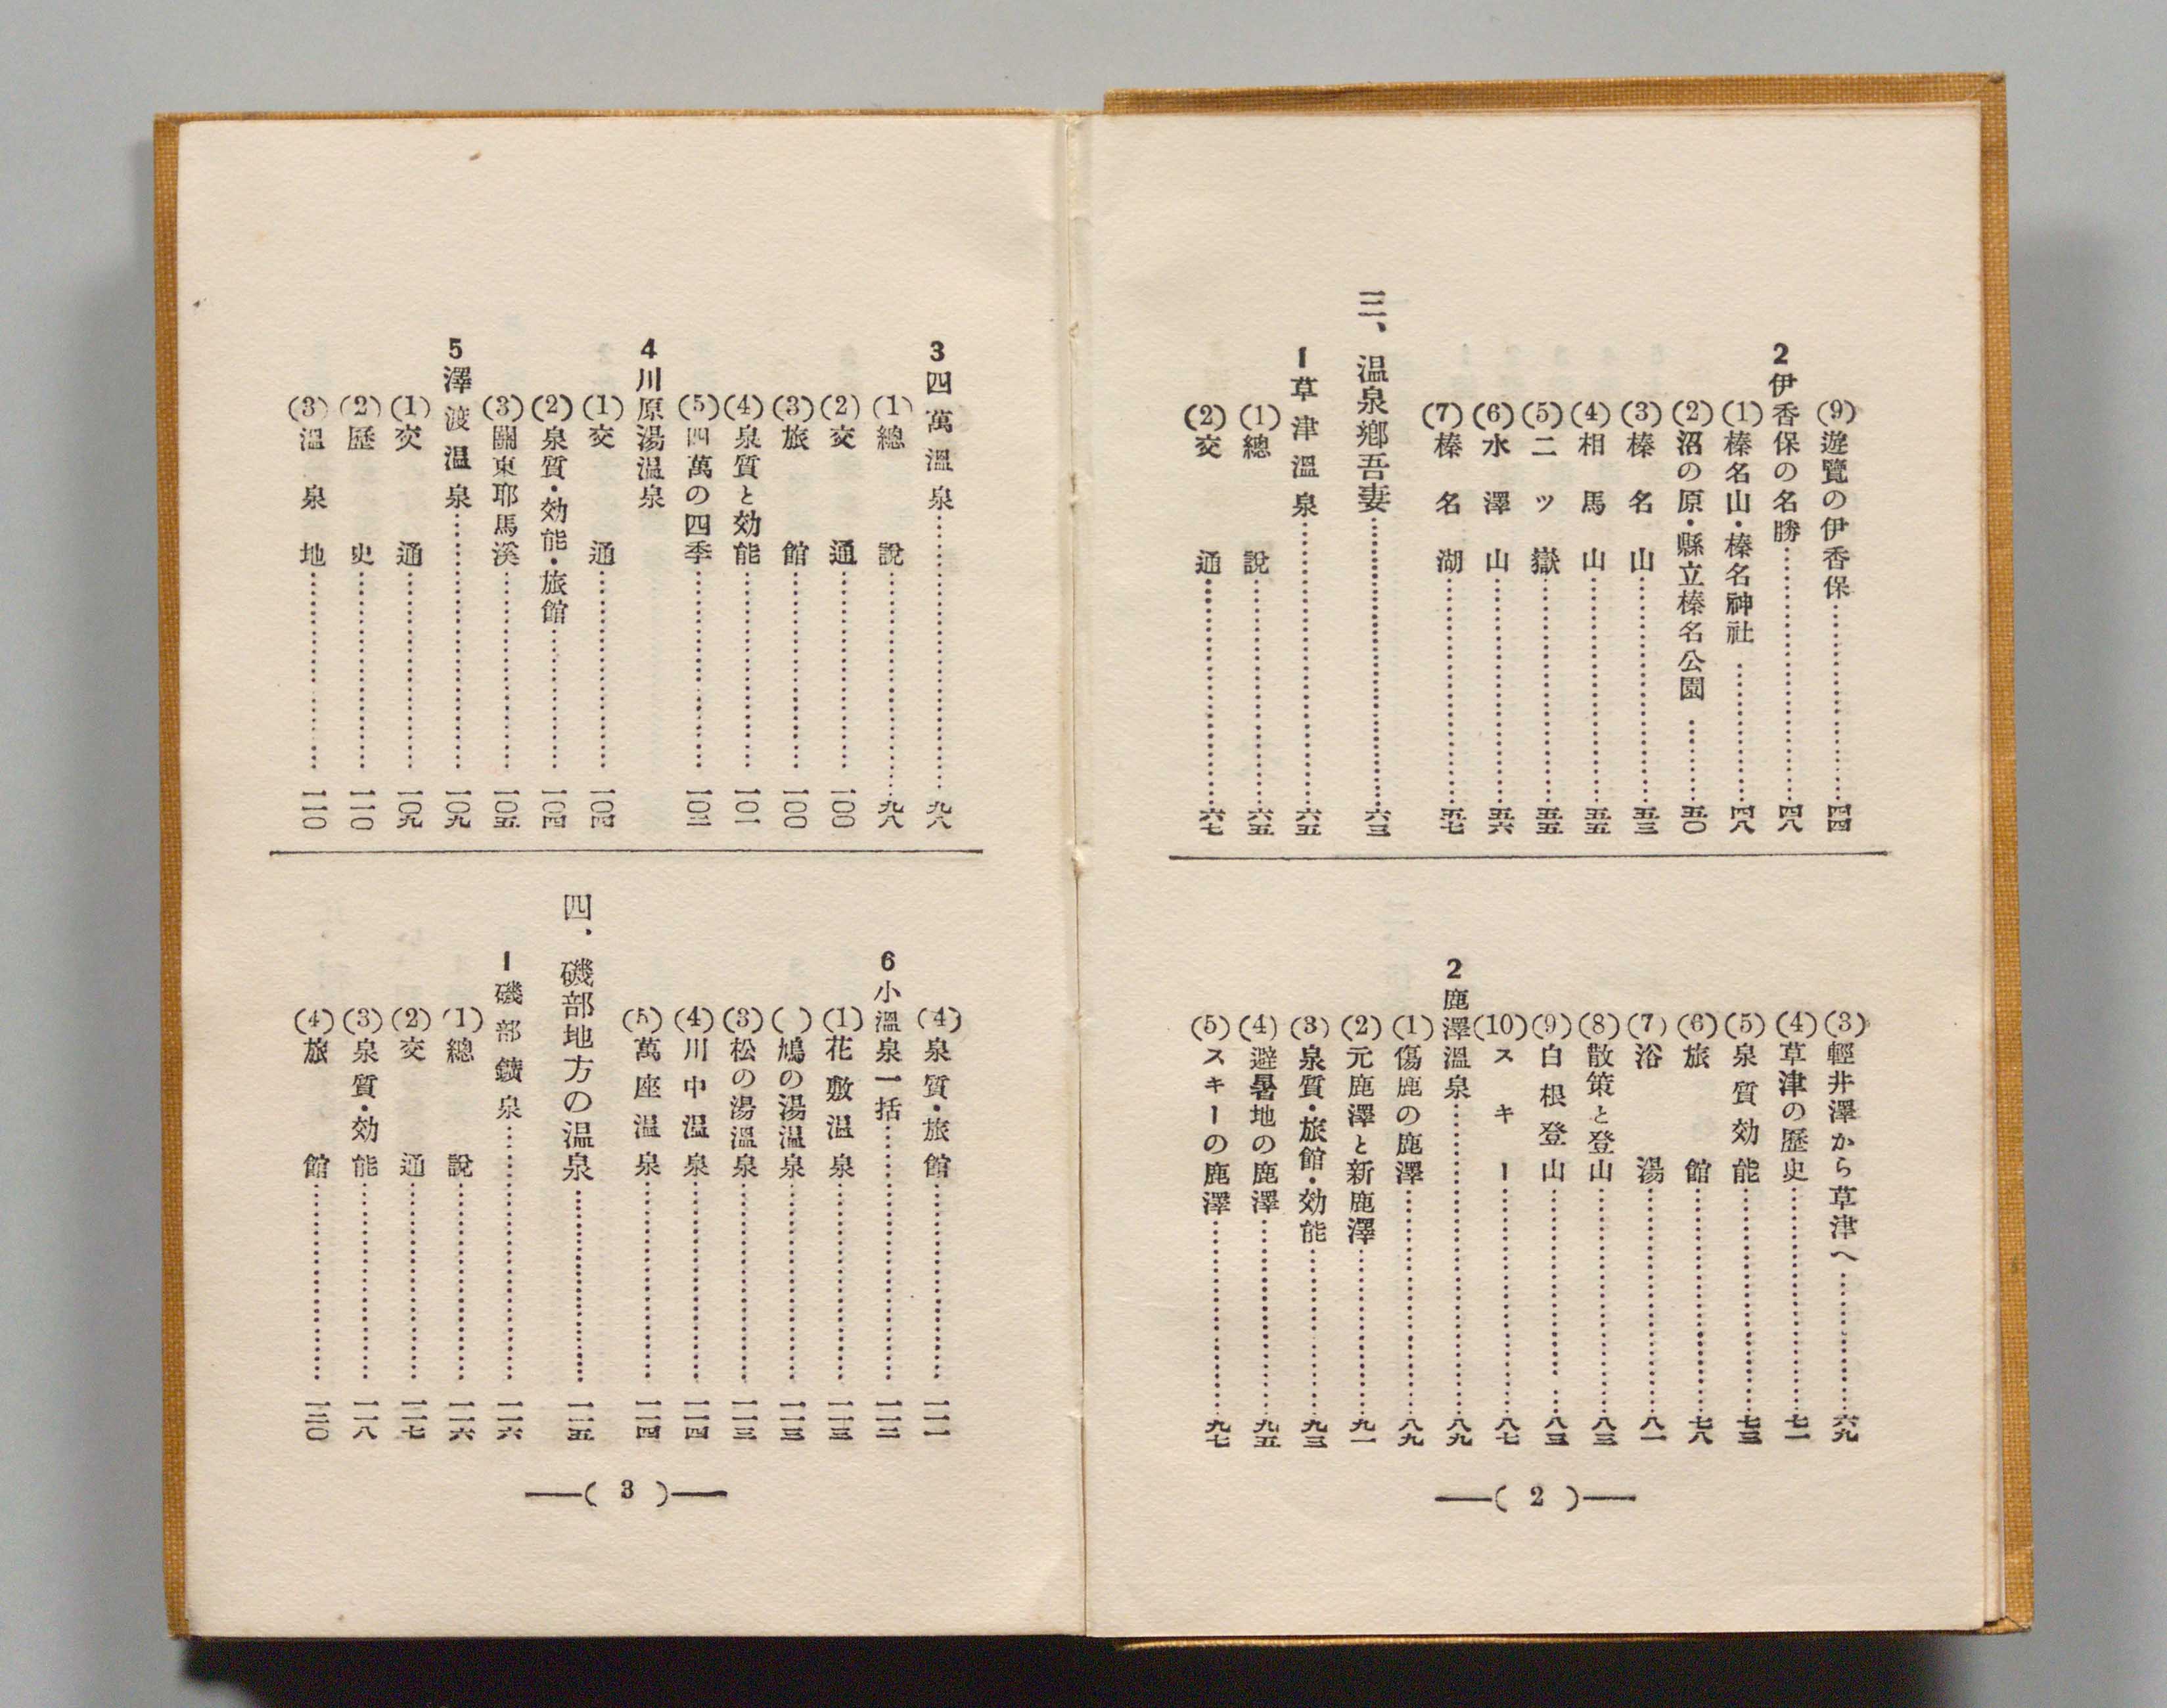 (9)遊覽の伊香保……四四
2伊香保の名勝……四八
(1)榛名山・榛名神社……四八
(2)沼の原・縣立榛名公園……五〇
(3)榛名山……五三
(4)相馬山……五五
(5)二ッ嶽……五五
(6)水澤山……五六
(7)榛名湖……五七
三、温泉鄕吾妻……六三
1草津溫泉……六五
(1)總說……六五
(2)交通……六七
(3)輕井澤から草津へ……六九
(4)草津の歷史……七一
(5)泉質効能……七三
(6)旅館……七八
(7)浴湯……八一
(8)散策と登山……八三
(9)白根登山……八三
(10)スキー……八七
2鹿澤溫泉……八九
(1)傷鹿の鹿澤……八九
(2)元鹿澤と新鹿澤……九一
(3)泉質・旅館・効能……九三
(4)避暑地の鹿澤……九五
(5)スキーの鹿澤……九七
—( 2 )—
3四萬溫泉……九八
(1)總說……九八
(2)交通……一〇〇
(3)旅館……一〇〇
(4)泉質と効能……一〇一
(5)四萬の四季……一〇二
4川原湯温泉
(1)交通……一〇四
(2)泉質・効能・旅館……一〇四
(3)關東耶馬溪……一〇五
5澤渡温泉……一〇九
(1)交通……一〇九
(2)歷史……一一〇
(3)溫泉地……一一〇
(4)泉質・旅館……一一一
6小溫泉一括……一一二
(1)花敷温泉……一一三
( )鳩の湯温泉……一一三
(3)松の湯溫泉……一一三
(4)川中温泉……一一四
(5)萬座温泉……一一四
四、磯部地方の温泉……一一五
1磯部鑛泉……一一六
(1)總說……一一六
(2)交通……一一七
(3)泉質・効能……一一八
(4)旅館……一二〇
—( 3 )—